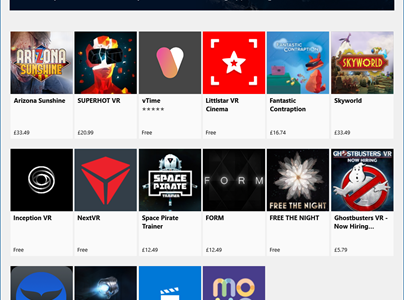 ARIZONA
SUNSHINE
FANTASTIC
CONTRAPTION
SKYWORLD
Arizona Sunshine
SUPERHOT VR
vTime
Littlstar VR
Cinema
Fantastic
Contraption
Skyworld
£33.49
£20.99
Free
Free
£16.74
£33.49
SPACE
PIRATE
TRAINER
FORM
FREE THE NIGHT
GHOSTBUSTERS VR
NOW HIRING
Inception VR
NextVR
Space Pirate
Trainer
FORM
FREE THE NIGHT
Ghostbusters VR -
Now Hiring...
Free
Free
£12.49
£12.49
Free
£5.79